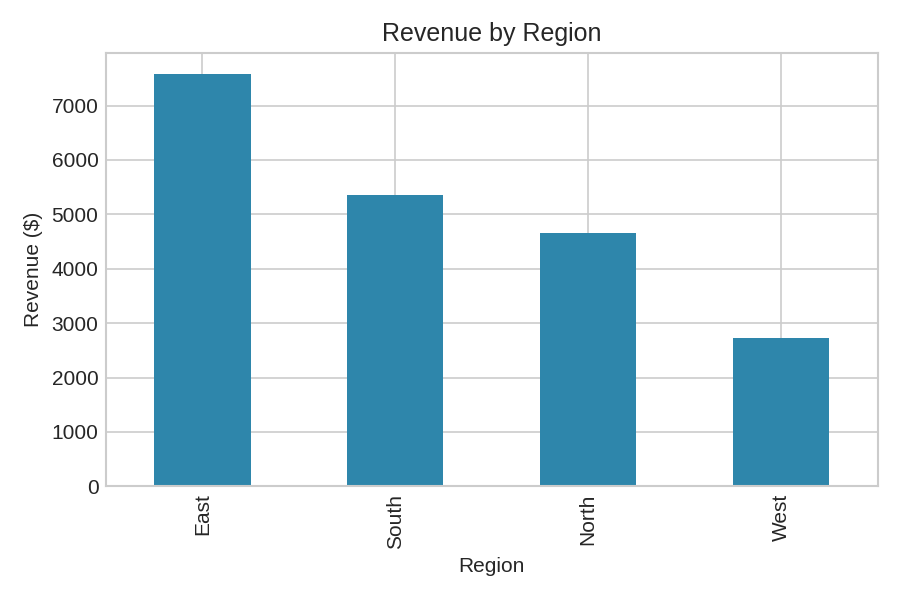 Revenue by Region
Revenue ($)
7000
6000
5000
4000
3000
2000
1000
0
East
South
North
West
Region